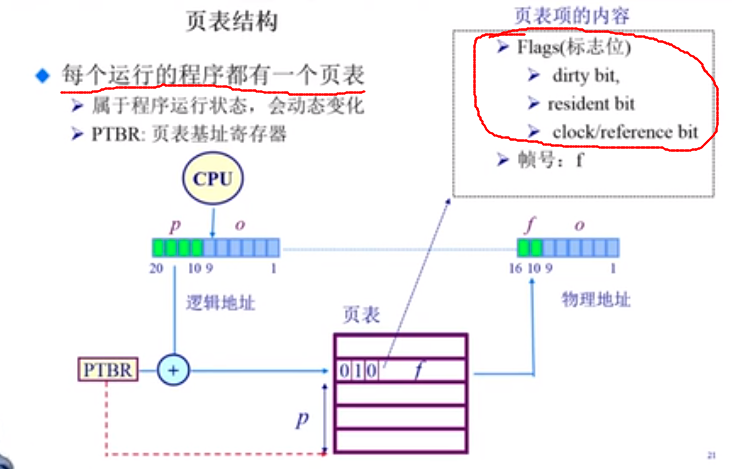 页表结构
◆ 每个运行的程序都有一个页表
➢ 属于程序运行状态，会动态变化
➢ PTBR: 页表基址寄存器
页表项的内容
➢ Flags(标志位)
➢ dirty bit,
➢ resident bit
➢ clock/reference bit
➢ 帧号：f
CPU
p o
20 10 9 1
逻辑地址
f o
16 10 9 1
物理地址
页表
PTBR + 0 1 0 f
p
21